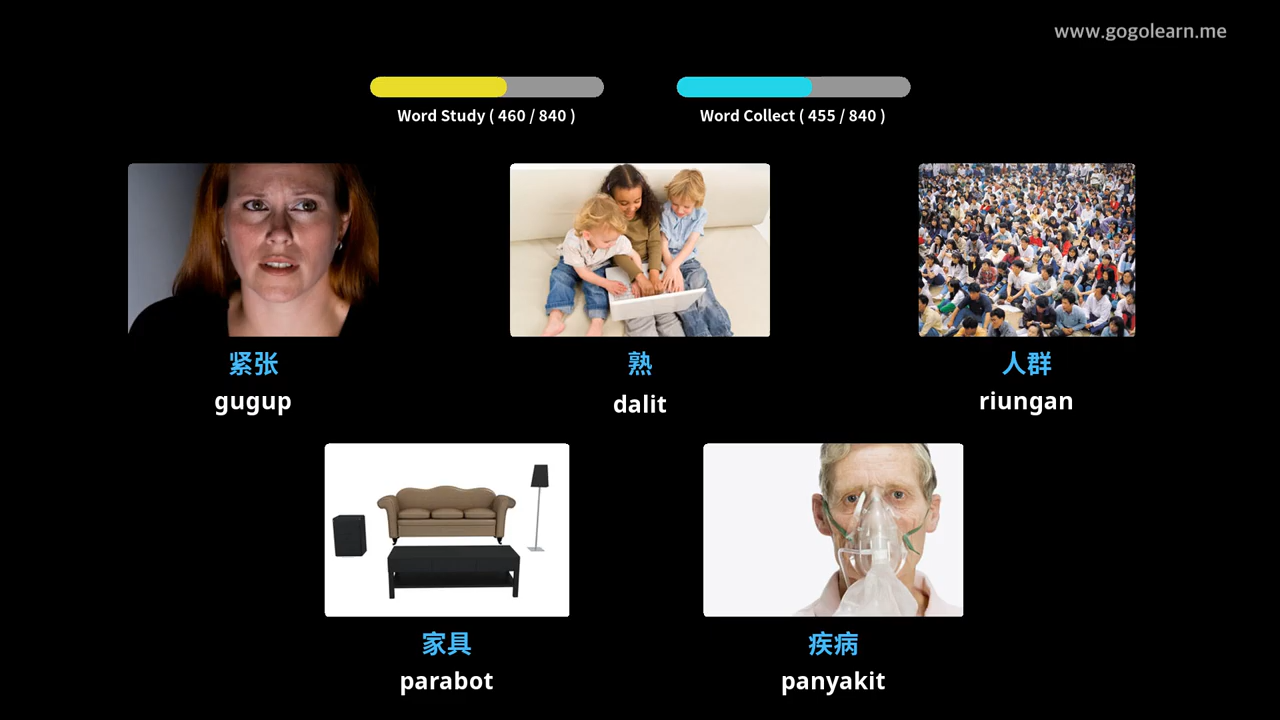 www.gogolearn.me
Word Study ( 460 / 840 )
Word Collect ( 455 / 840 )
紧张
gugup
熟
dalit
人群
riungan
家具
parabot
疾病
panyakit